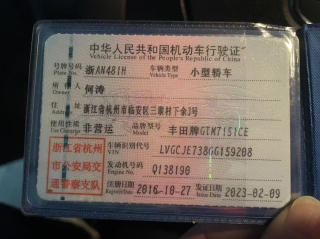 中华人民共和国机动车行驶证
Vehicle License of the People's Republic of China
号牌号码 浙AN481H 车辆类型 小型轿车
Plate No. Vehicle Type
所有人 何涛
Owner
住址 浙江省杭州市临安区三联村下余3号
Address
使用性质 非营运 品牌型号 丰田牌GTM7151CE
Use Character Model
浙江省杭州市公安局交通警察支队
车辆识别代号 LVGCJE738GG159208
VIN
发动机号码 Q138190
Engine No.
注册日期 2016-10-27 发证日期 2023-02-09
Register Date Issue Date